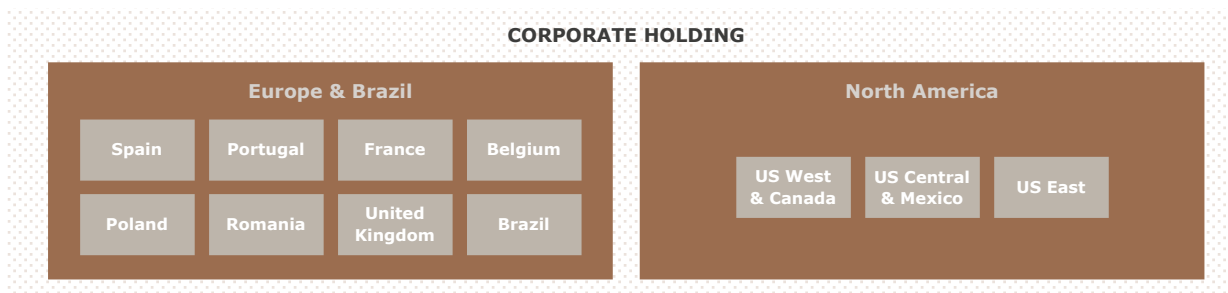 CORPORATE HOLDING
Europe & Brazil
Spain
Portugal
France
Belgium
Poland
Romania
United
Kingdom
Brazil
North America
US West
& Canada
US Central
& Mexico
US East